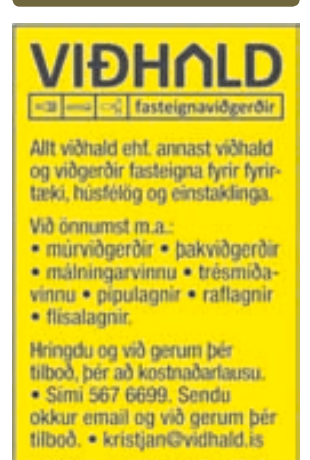 VIÐHALD
fasteignaviðgerðir
Allt viðhald ehf. annast viðhald
og viðgerðir fasteigna fyrir fyrir-
tæki, húsfélög og einstaklinga.
Við önnumst m.a.:
• múrviðgerðir • þakviðgerðir
• málningarvinnu • trésmíða-
vinnu • pípulagnir • raflagnir
• flísalagnir.
Hringdu og við gerum þér
tilboð, þér að kostnaðarlausu.
• Sími 567 6699. Sendu
okkur email og við gerum þér
tilboð. • kristjan@vidhald.is